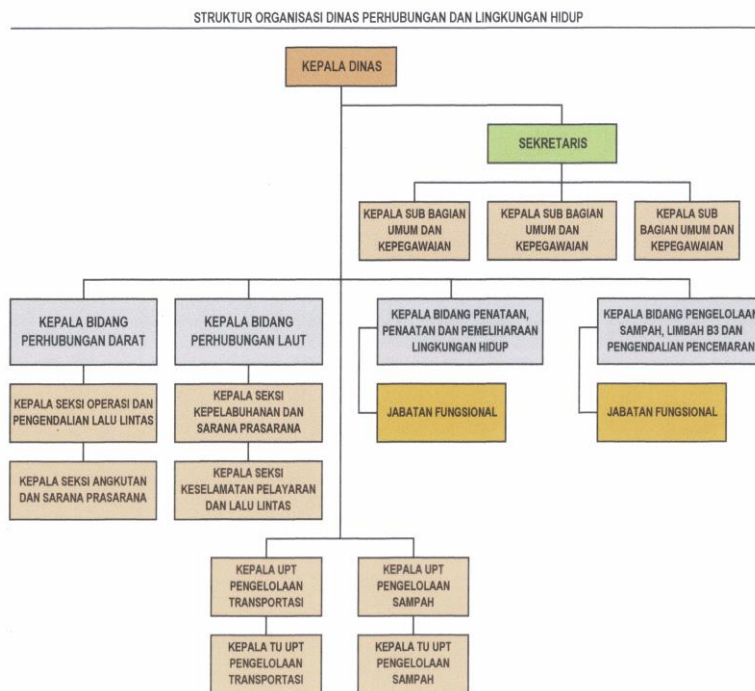 STRUKTUR ORGANISASI DINAS PERHUBUNGAN DAN LINGKUNGAN HIDUP
KEPALA DINAS
SEKRETARIS
KEPALA SUB BAGIAN
UMUM DAN
KEPEGAWAIAN
KEPALA SUB BAGIAN
UMUM DAN
KEPEGAWAIAN
KEPALA SUB
BAGIAN UMUM DAN
KEPEGAWAIAN
KEPALA BIDANG
PERHUBUNGAN DARAT
KEPALA BIDANG
PERHUBUNGAN LAUT
KEPALA BIDANG PENATAAN,
PENAATAN DAN PEMELIHARAAN
LINGKUNGAN HIDUP
KEPALA BIDANG PENGELOLAAN
SAMPAH, LIMBAH B3 DAN
PENGENDALIAN PENCEMARAN
KEPALA SEKSI OPERASI DAN
PENGENDALIAN LALU LINTAS
KEPALA SEKSI
KEPELABUHANAN DAN
SARANA PRASARANA
JABATAN FUNGSIONAL
JABATAN FUNGSIONAL
KEPALA SEKSI ANGKUTAN
DAN SARANA PRASARANA
KEPALA SEKSI
KESELAMATAN PELAYARAN
DAN LALU LINTAS
KEPALA UPT
PENGELOLAAN
TRANSPORTASI
KEPALA UPT
PENGELOLAAN
SAMPAH
KEPALA TU UPT
PENGELOLAAN
TRANSPORTASI
KEPALA TU UPT
PENGELOLAAN
SAMPAH